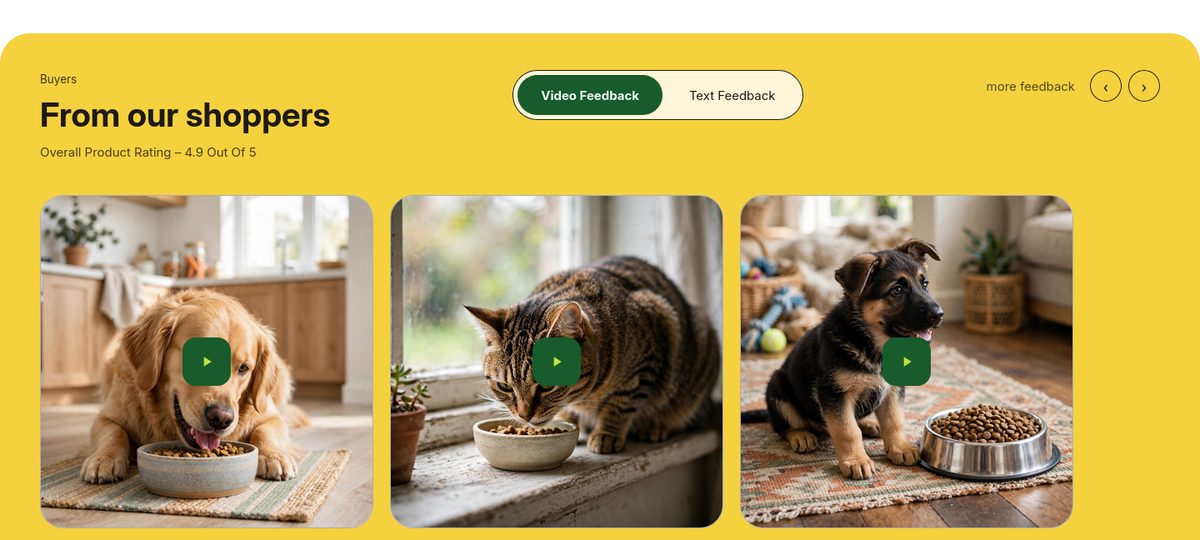 Buyers
From our shoppers
Overall Product Rating – 4.9 Out Of 5
Video Feedback
Text Feedback
more feedback